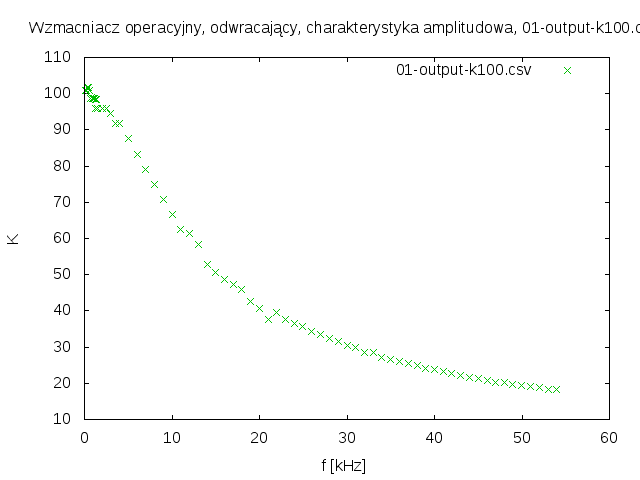 Wzmacniacz operacyjny, odwracający, charakterystyka amplitudowa, 01-output-k100.c
01-output-k100.csv
110
100
90
80
70
60
50
40
30
20
10
K
0 10 20 30 40 50 60
f [kHz]